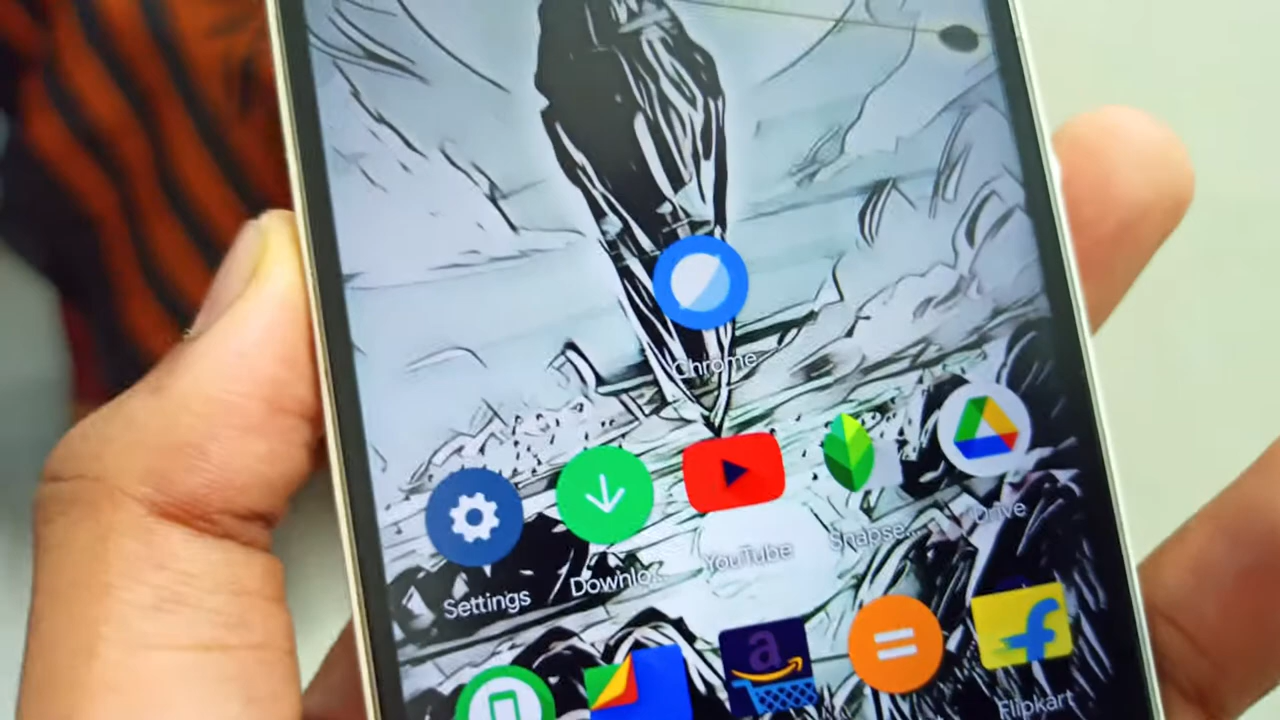 Chrome
Settings
Downlo...
YouTube
Snapse...
Drive
a
f
Flipkart